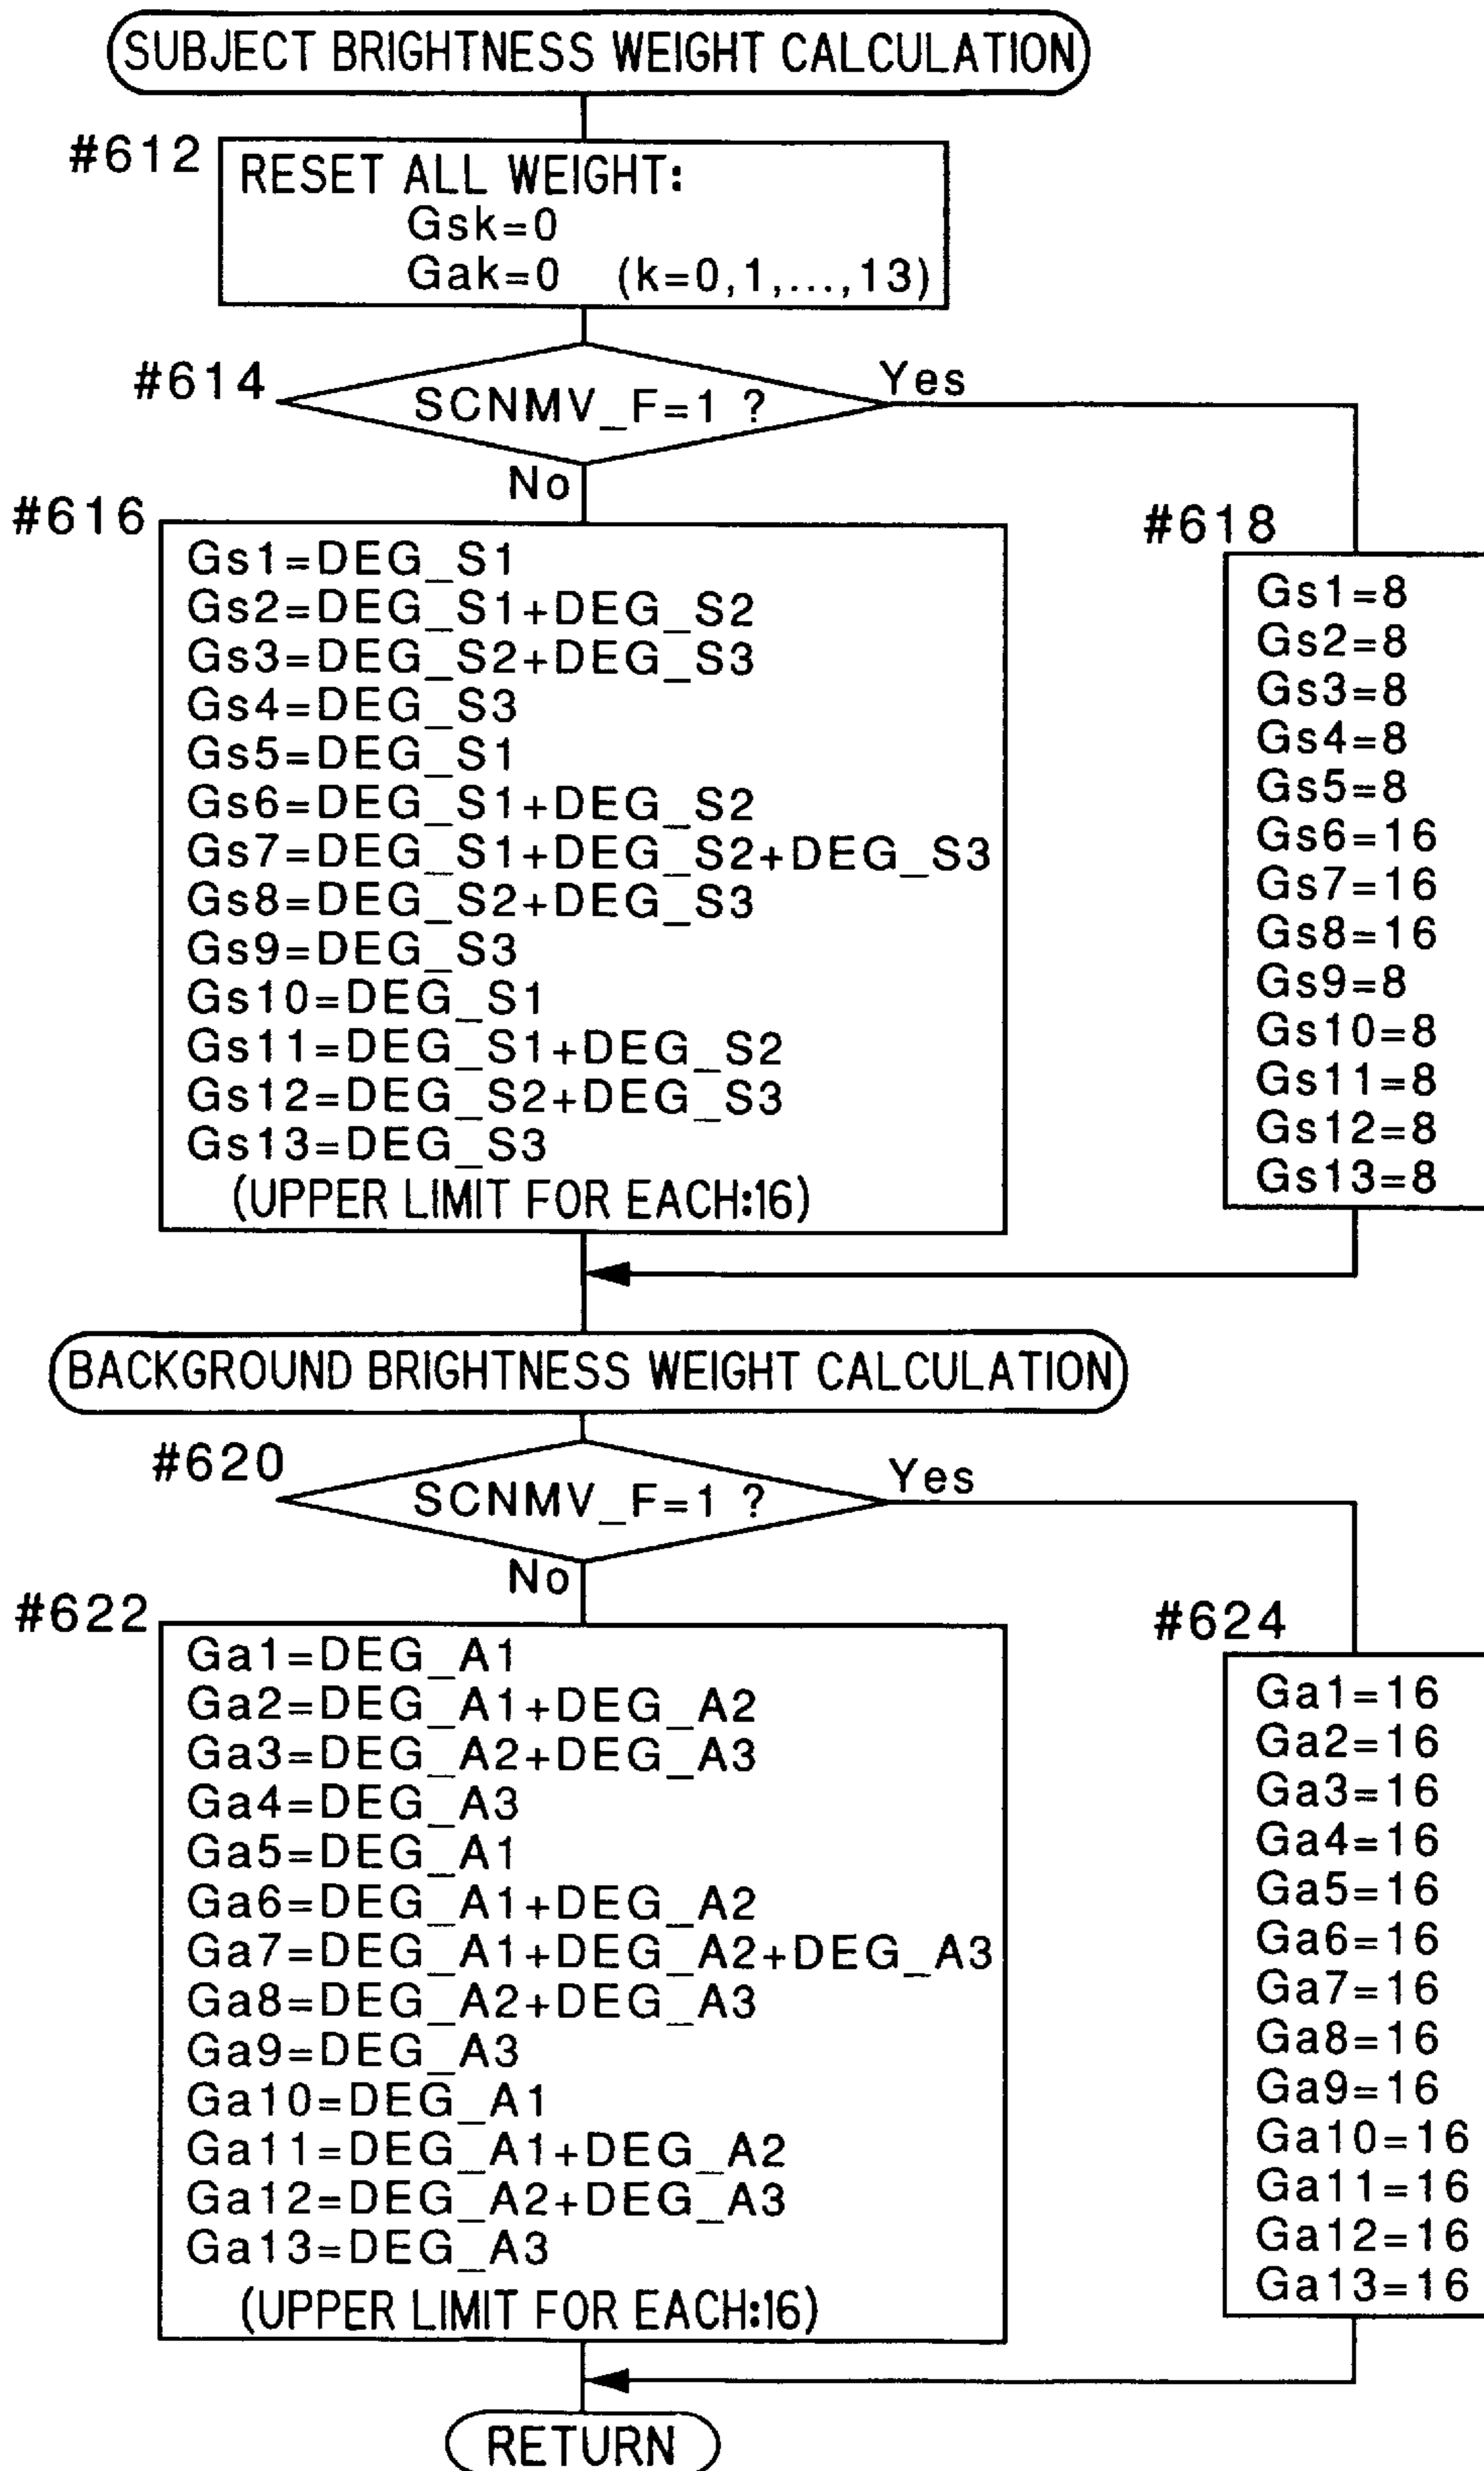 SUBJECT BRIGHTNESS WEIGHT CALCULATION
#612
RESET ALL WEIGHT:
Gsk=0
Gak=0 (k=0,1,...,13)
#614
SCNMV_F=1 ?
Yes
No
#616
Gs1=DEG_S1
Gs2=DEG_S1+DEG_S2
Gs3=DEG_S2+DEG_S3
Gs4=DEG_S3
Gs5=DEG_S1
Gs6=DEG_S1+DEG_S2
Gs7=DEG_S1+DEG_S2+DEG_S3
Gs8=DEG_S2+DEG_S3
Gs9=DEG_S3
Gs10=DEG_S1
Gs11=DEG_S1+DEG_S2
Gs12=DEG_S2+DEG_S3
Gs13=DEG_S3
(UPPER LIMIT FOR EACH:16)
#618
Gs1=8
Gs2=8
Gs3=8
Gs4=8
Gs5=8
Gs6=16
Gs7=16
Gs8=16
Gs9=8
Gs10=8
Gs11=8
Gs12=8
Gs13=8
BACKGROUND BRIGHTNESS WEIGHT CALCULATION
#620
SCNMV_F=1 ?
Yes
No
#622
Ga1=DEG_A1
Ga2=DEG_A1+DEG_A2
Ga3=DEG_A2+DEG_A3
Ga4=DEG_A3
Ga5=DEG_A1
Ga6=DEG_A1+DEG_A2
Ga7=DEG_A1+DEG_A2+DEG_A3
Ga8=DEG_A2+DEG_A3
Ga9=DEG_A3
Ga10=DEG_A1
Ga11=DEG_A1+DEG_A2
Ga12=DEG_A2+DEG_A3
Ga13=DEG_A3
(UPPER LIMIT FOR EACH:16)
#624
Ga1=16
Ga2=16
Ga3=16
Ga4=16
Ga5=16
Ga6=16
Ga7=16
Ga8=16
Ga9=16
Ga10=16
Ga11=16
Ga12=16
Ga13=16
RETURN